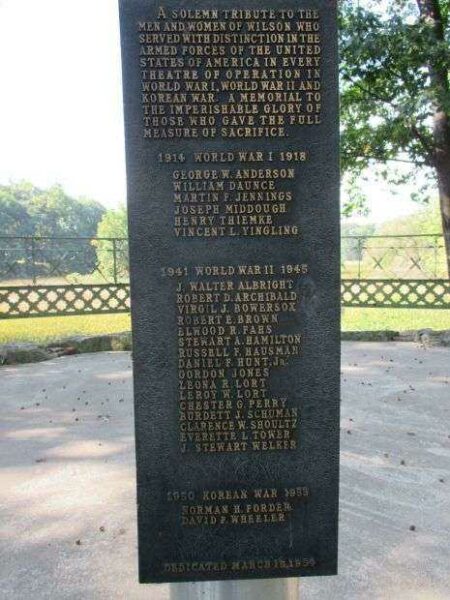 A SOLEMN TRIBUTE TO THE
MEN AND WOMEN OF WILSON WHO
SERVED WITH DISTINCTION IN THE
ARMED FORCES OF THE UNITED
STATES OF AMERICA IN EVERY
THEATRE OF OPERATION IN
WORLD WAR I, WORLD WAR II AND
KOREAN WAR. A MEMORIAL TO
THE IMPERISHABLE GLORY OF
THOSE WHO GAVE THE FULL
MEASURE OF SACRIFICE.
1914 WORLD WAR I 1918
GEORGE W. ANDERSON
WILLIAM DAUNCE
MARTIN F. JENNINGS
JOSEPH MIDDOUGH
HENRY THIEMKE
VINCENT L. YINGLING
1941 WORLD WAR II 1945
J. WALTER ALBRIGHT
ROBERT D. ARCHIBALD
VIRGIL J. BOWERSOX
ROBERT E. BROWN
ELWOOD R. FAHS
STEWART A. HAMILTON
RUSSELL F. HAUSMAN
DANIEL F. HUNT, JR.
GORDON JONES
LEONA R. LORT
LEROY W. LORT
CHESTER G. PERRY
BURDETT J. SCHUMAN
CLARENCE W. SHOULTZ
EVERETTE L. TOWER
J. STEWART WELKER
1950 KOREAN WAR 1953
NORMAN H. FORDER
DAVID P. WHEELER
DEDICATED MARCH 18, 1954